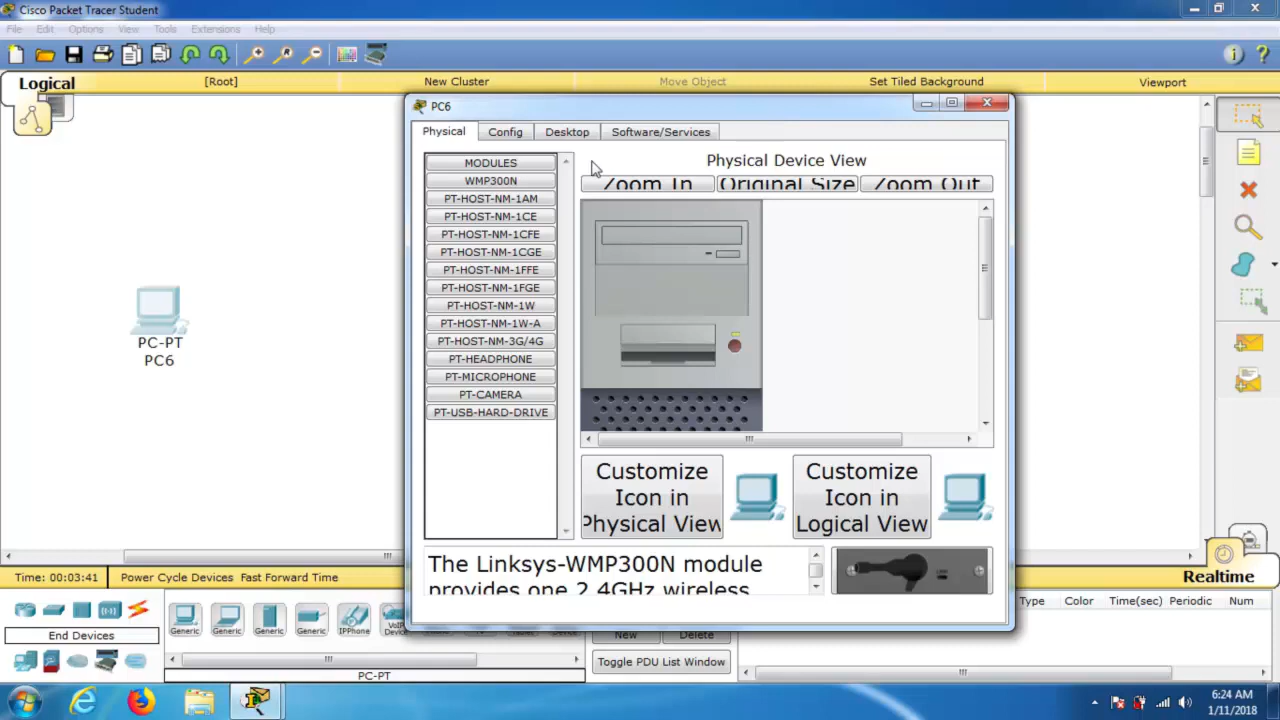 Cisco Packet Tracer Student
File Edit Options View Tools Extensions Help
Logical [Root] New Cluster Move Object Set Tiled Background Viewport
PC6
Physical Config Desktop Software/Services
MODULES
WMP300N
PT-HOST-NM-1AM
PT-HOST-NM-1CE
PT-HOST-NM-1CFE
PT-HOST-NM-1CGE
PT-HOST-NM-1FFE
PT-HOST-NM-1FGE
PT-HOST-NM-1W
PT-HOST-NM-1W-A
PT-HOST-NM-3G/4G
PT-HEADPHONE
PT-MICROPHONE
PT-CAMERA
PT-USB-HARD-DRIVE
Physical Device View
Zoom In Original Size Zoom Out
Customize
Icon in
Physical View
Customize
Icon in
Logical View
The Linksys-WMP300N module
provides one 2.4GHz wireless
PC-PT
PC6
Time: 00:03:41 Power Cycle Devices Fast Forward Time
Realtime
End Devices
Generic Generic Generic Generic IPPhone VoIP
Device
PC-PT
New Delete
Toggle PDU List Window
Type Color Time(sec) Periodic Num
6:24 AM
1/11/2018